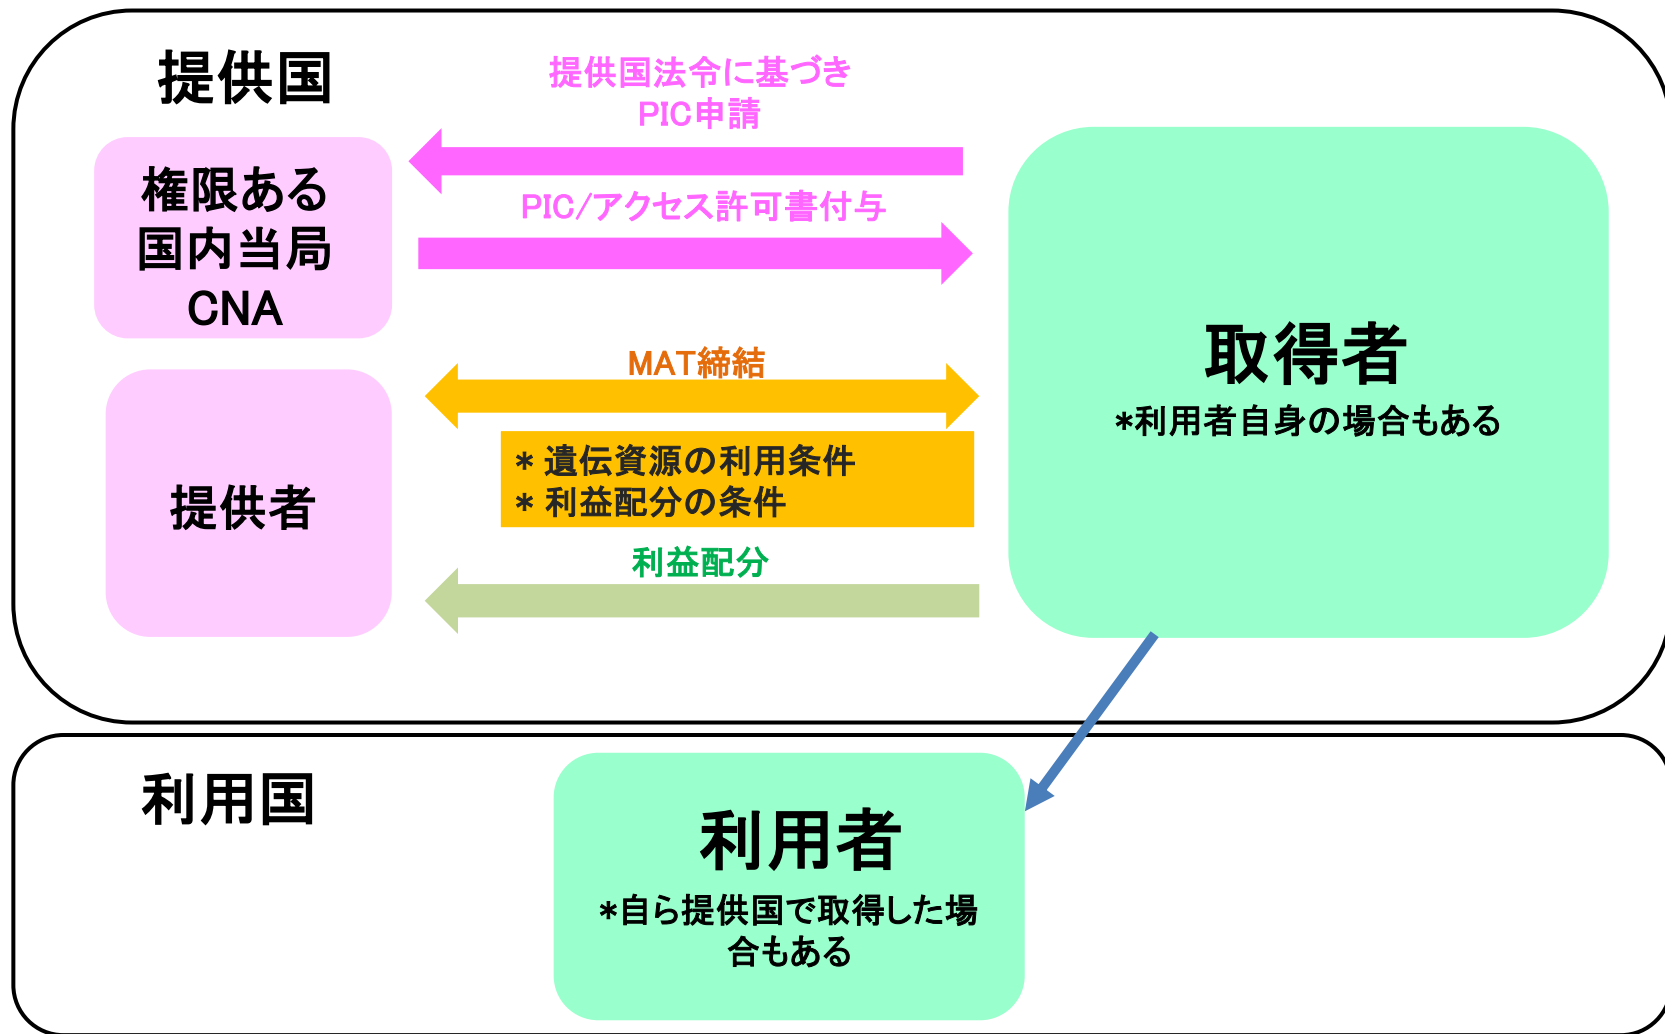 提供国
提供国法令に基づき
PIC申請
権限ある
国内当局
CNA
PIC/アクセス許可書付与
MAT締結
* 遺伝資源の利用条件
* 利益配分の条件
提供者
利益配分
取得者
*利用者自身の場合もある
利用国
利用者
*自ら提供国で取得した場
合もある